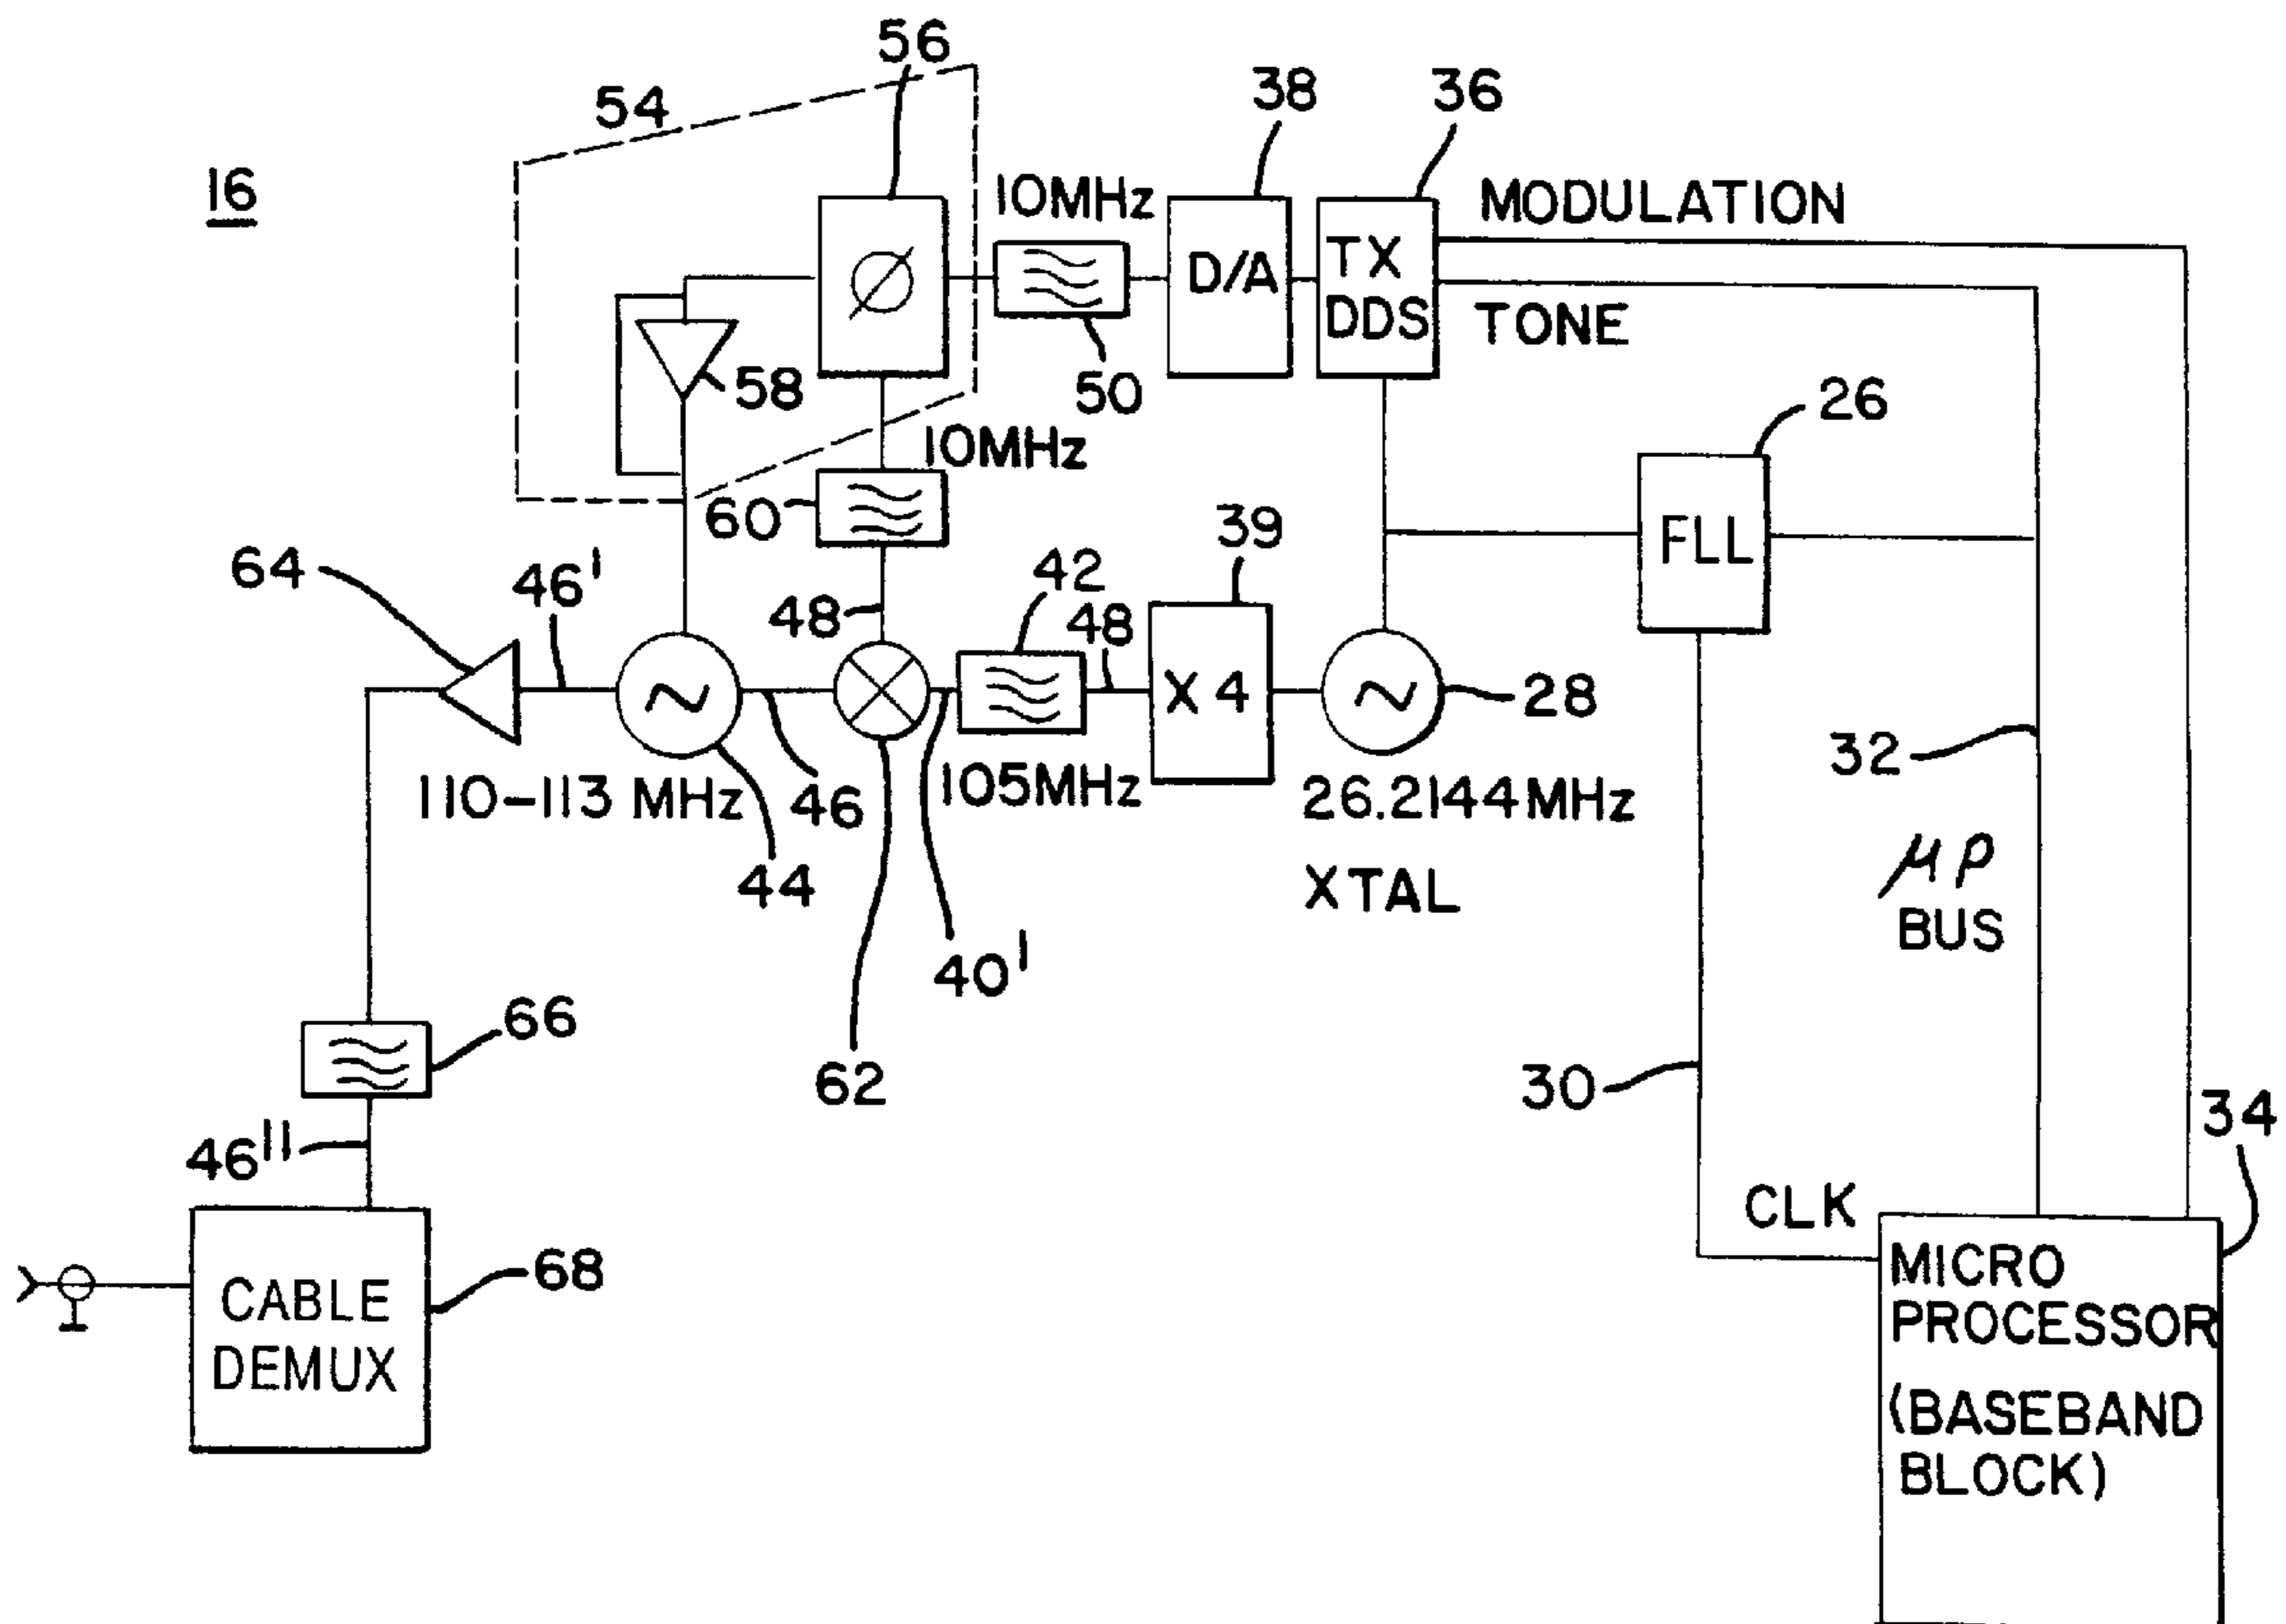 16
54
56
38
36
10MHz
MODULATION
D/A
TX
DDS
TONE
58
50
26
10MHz
60
39
FLL
64
46'
48
42
48
X 4
28
32
110-113 MHz
46
105MHz
26.2144MHz
XTAL
44
40'
µP
BUS
66
62
30
34
46''
CLK
68
CABLE
DEMUX
MICRO
PROCESSOR
(BASEBAND
BLOCK)